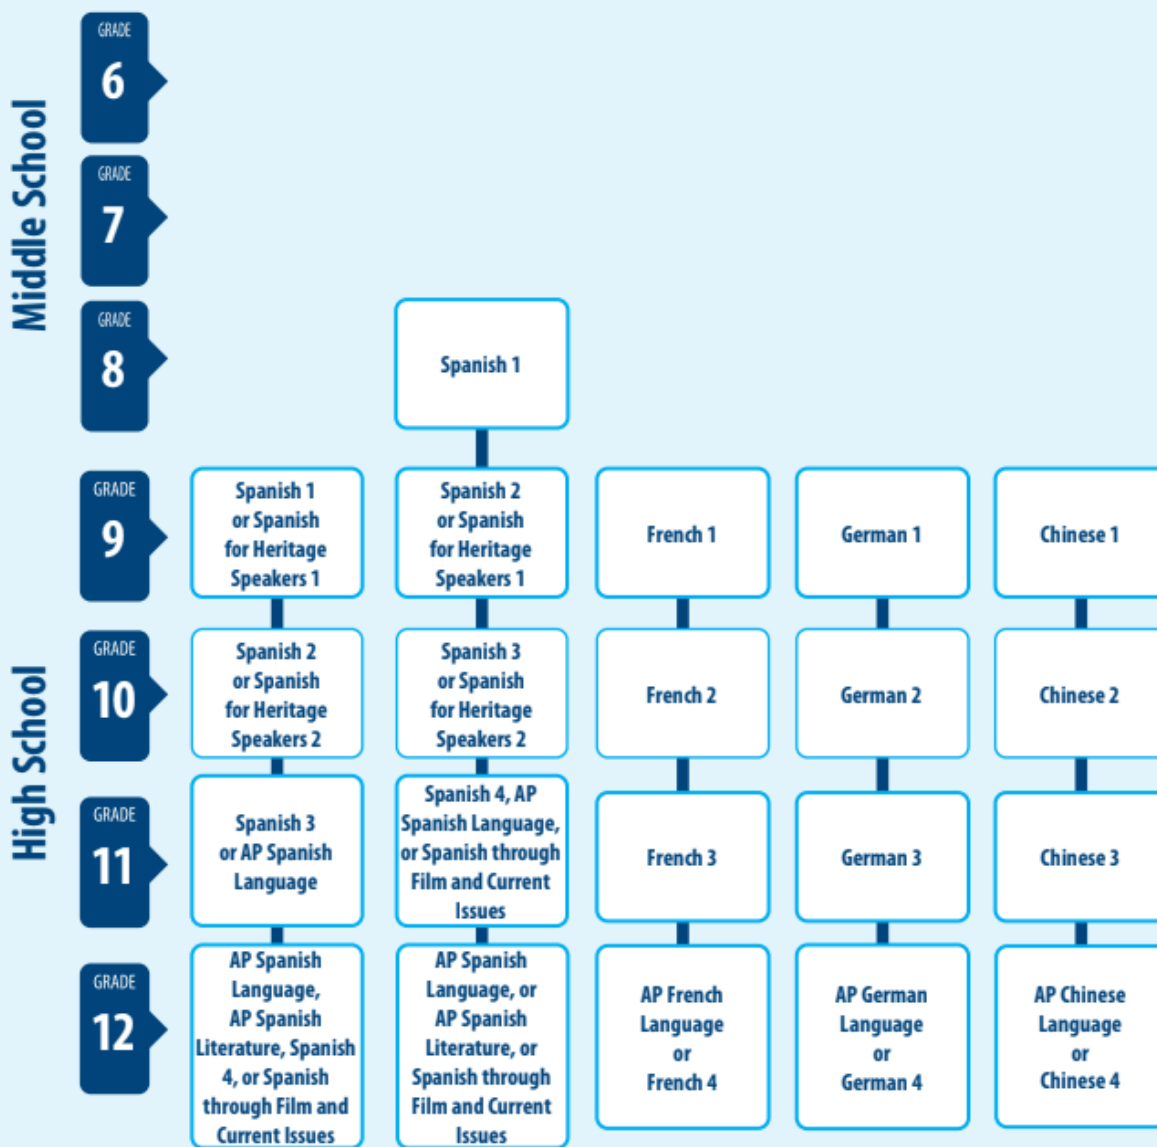 Middle School
GRADE
6
GRADE
7
GRADE
8
Spanish 1
High School
GRADE
9
Spanish 1
or Spanish
for Heritage
Speakers 1
Spanish 2
or Spanish
for Heritage
Speakers 1
French 1
German 1
Chinese 1
GRADE
10
Spanish 2
or Spanish
for Heritage
Speakers 2
Spanish 3
or Spanish
for Heritage
Speakers 2
French 2
German 2
Chinese 2
GRADE
11
Spanish 3
or AP Spanish
Language
Spanish 4, AP
Spanish Language,
or Spanish through
Film and Current
Issues
French 3
German 3
Chinese 3
GRADE
12
AP Spanish
Language,
AP Spanish
Literature, Spanish
4, or Spanish
through Film and
Current Issues
AP Spanish
Language, or
AP Spanish
Literature, or
Spanish through
Film and Current
Issues
AP French
Language
or
French 4
AP German
Language
or
German 4
AP Chinese
Language
or
Chinese 4